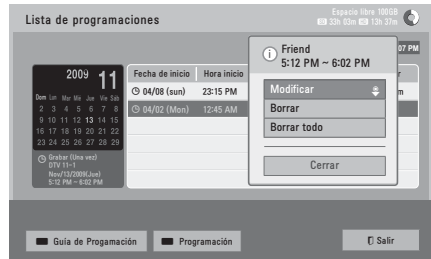 Lista de programaciones
Espacio libre 100GB
33h 03m 13h 37m
07 PM
2009 11
Dom Lun Mar Mié Jue Vie Sáb
2 3 4 5 6 7 8
9 10 11 12 13 14 15
16 17 18 19 20 21 22
23 24 25 26 27 28 29
Grabar (Una vez)
DTV 11-1
Nov/13/2009(Jue)
5:12 PM ~ 6:02 PM
Fecha de inicio Hora inicio
04/08 (sun) 23:15 PM
04/02 (Mon) 12:45 AM
Friend
5:12 PM ~ 6:02 PM
Modificar
Borrar
Borrar todo
Cerrar
Guía de Progamación
Programación
Salir